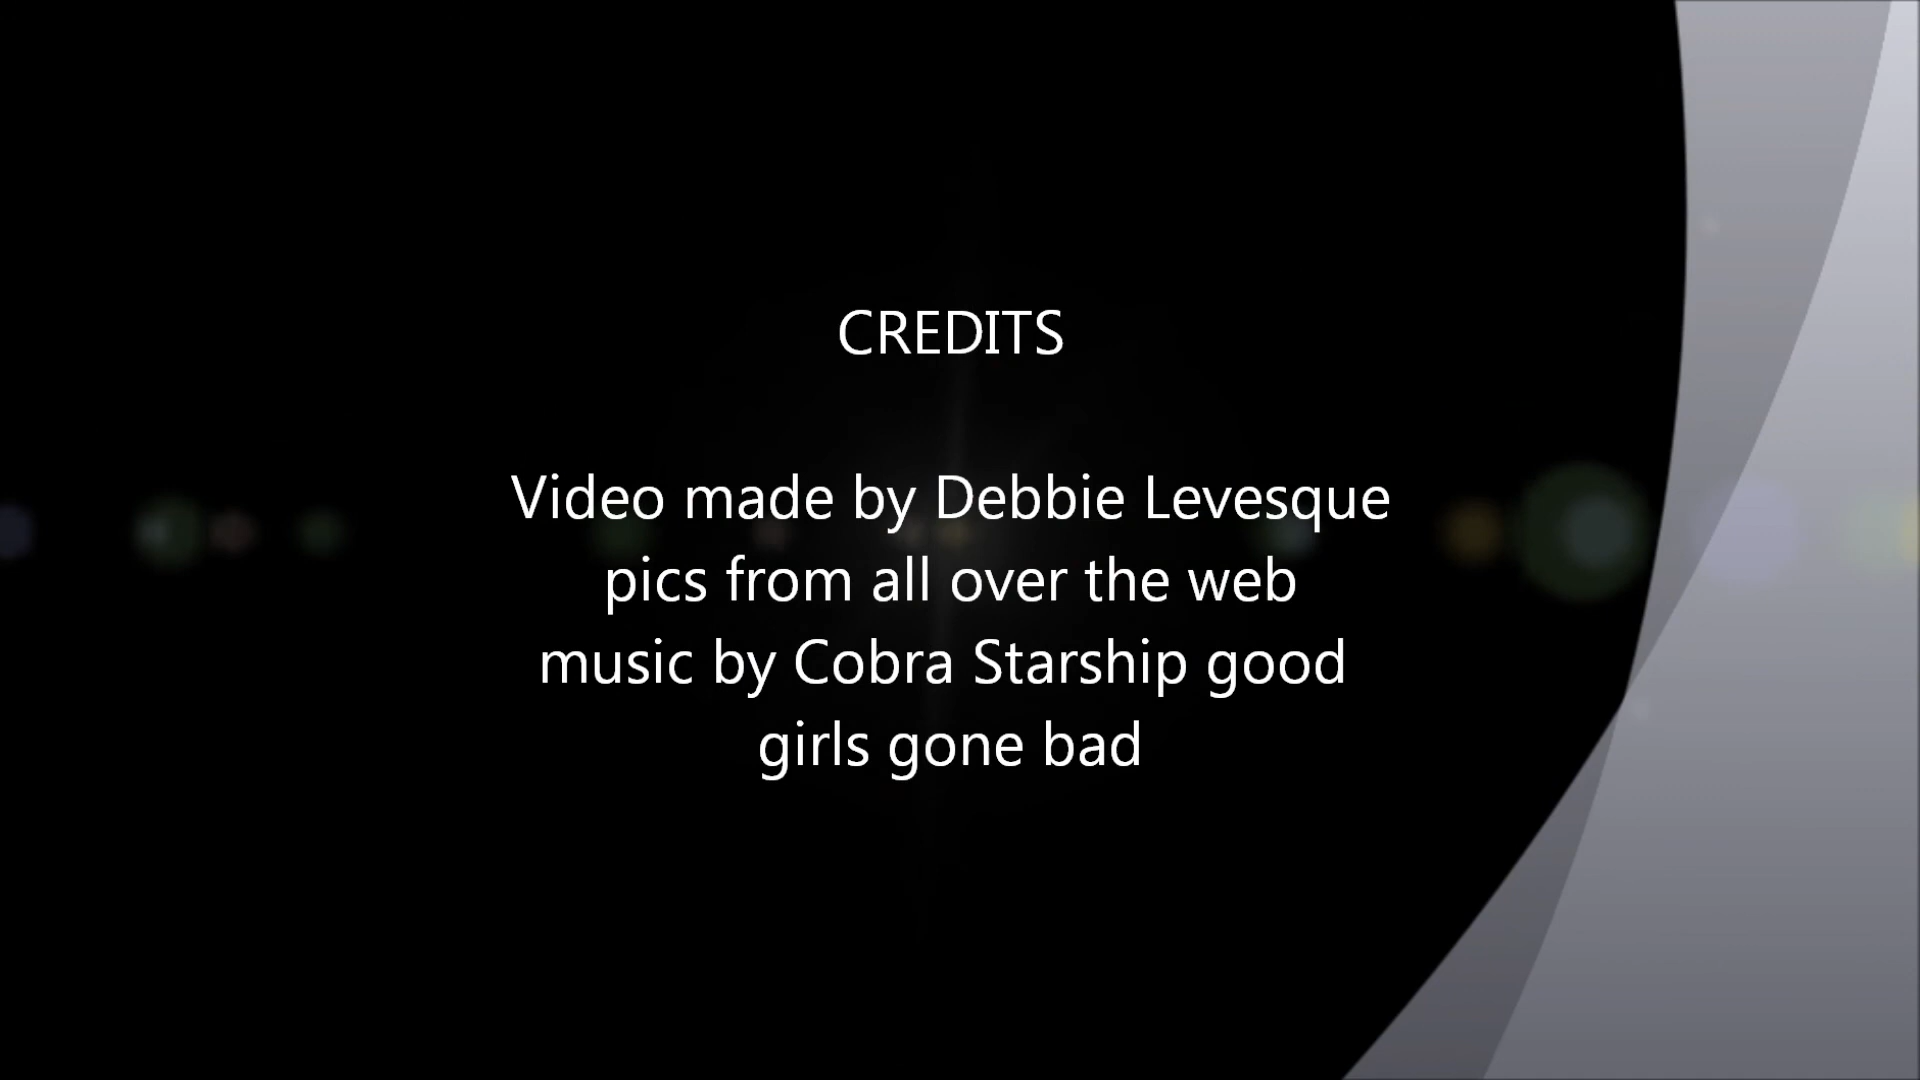 CREDITS
Video made by Debbie Levesque
pics from all over the web
music by Cobra Starship good
girls gone bad